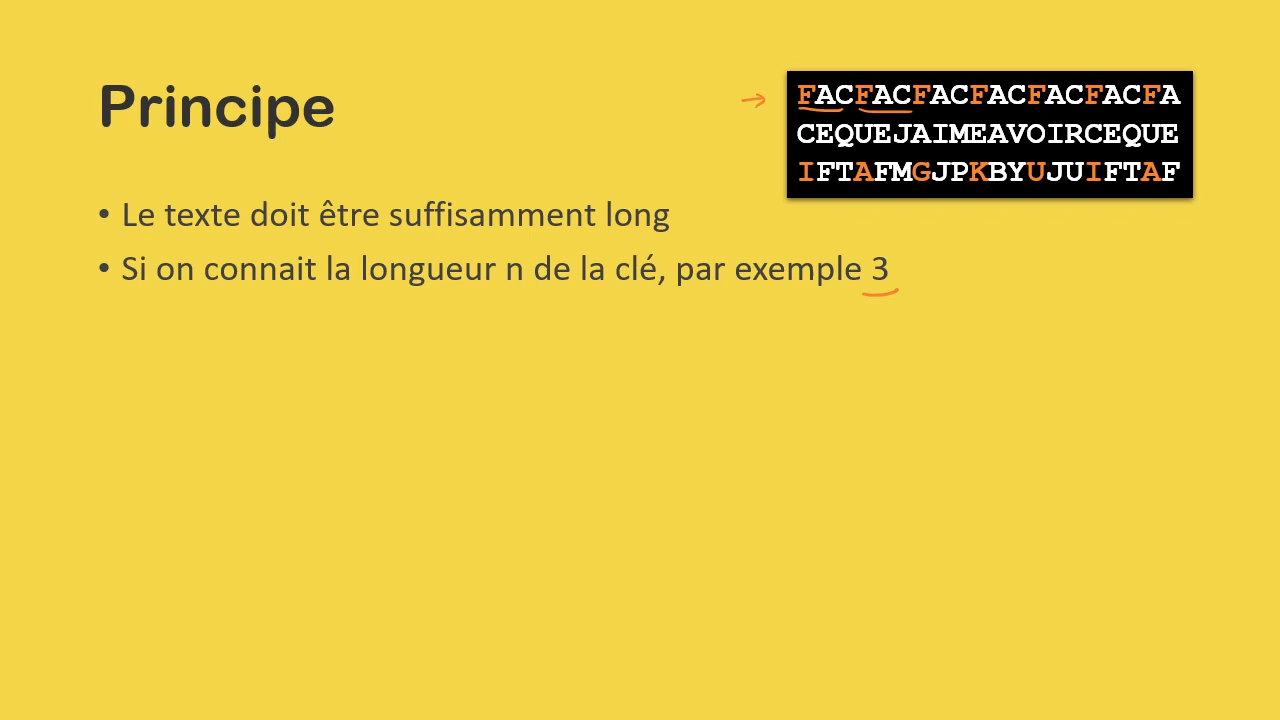 Principe
FACFACFACFACFACFACFA
CEQUEJAIMEAVOIRCEQUE
IFTAFMGJPKBYUJUIFTAF
• Le texte doit être suffisamment long
• Si on connait la longueur n de la clé, par exemple 3